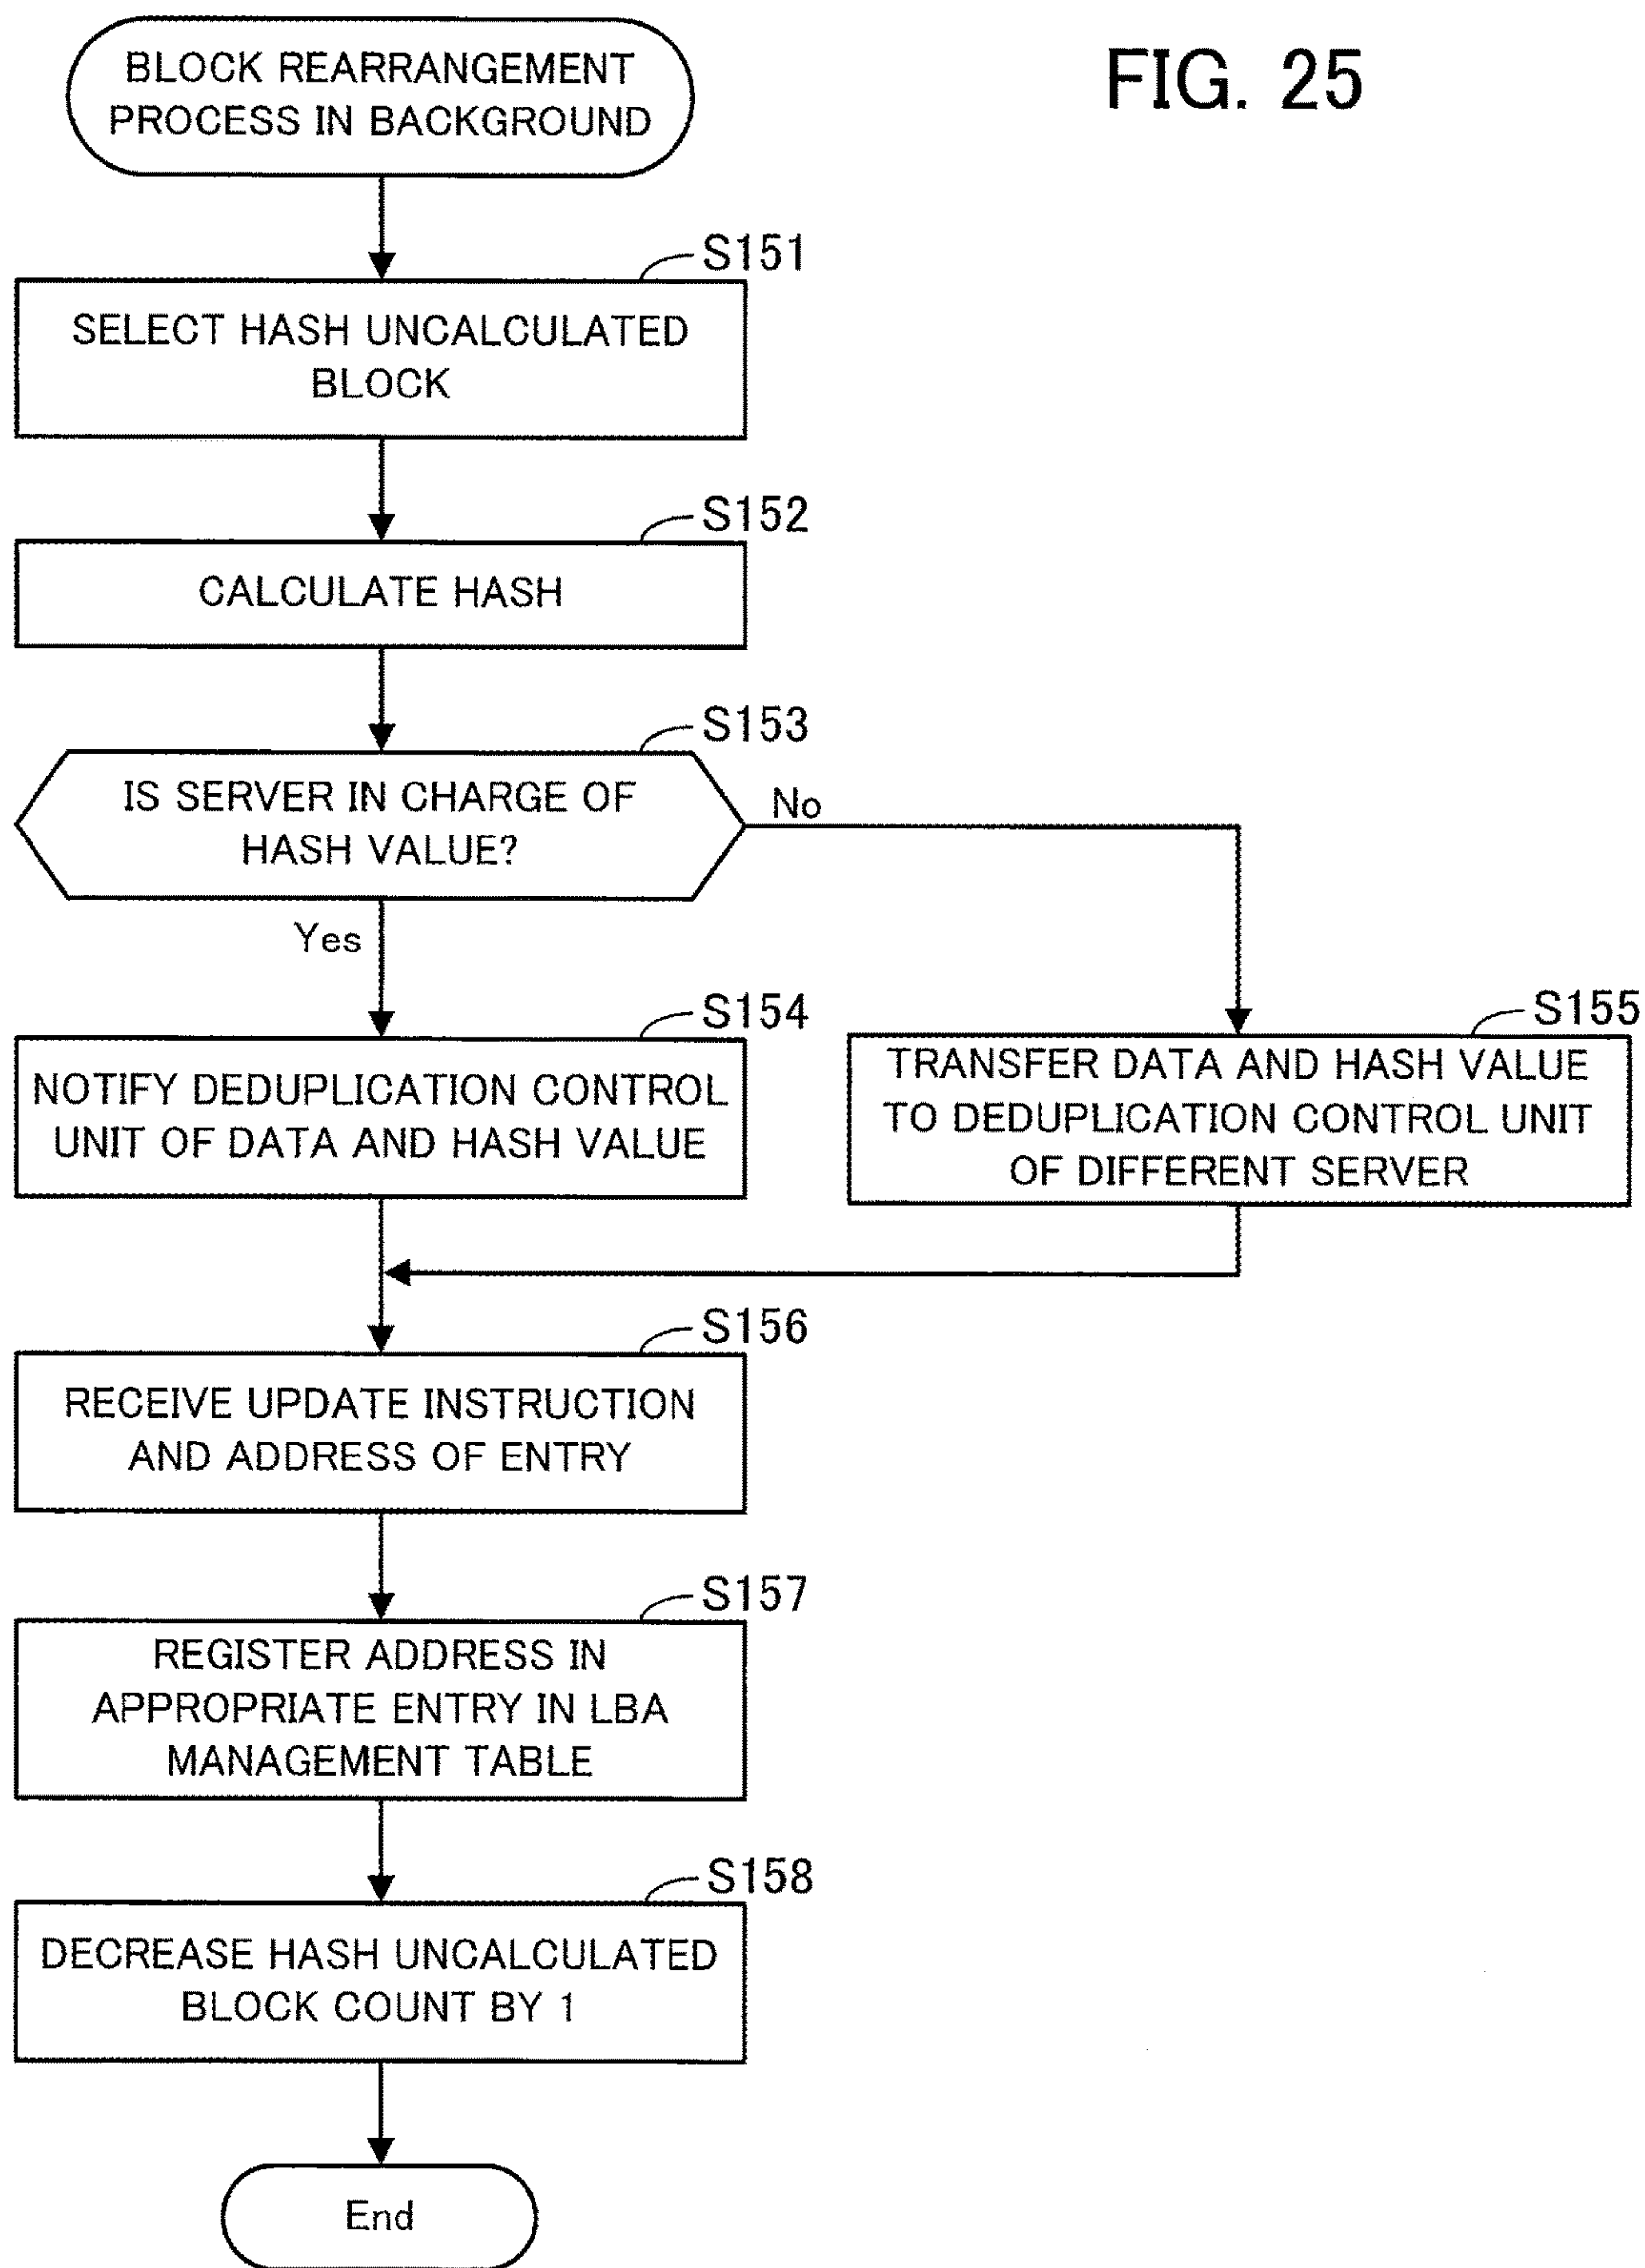 FIG. 25
BLOCK REARRANGEMENT
PROCESS IN BACKGROUND
S151
SELECT HASH UNCALCULATED
BLOCK
S152
CALCULATE HASH
S153
IS SERVER IN CHARGE OF
HASH VALUE?
No
Yes
S154
NOTIFY DEDUPLICATION CONTROL
UNIT OF DATA AND HASH VALUE
S155
TRANSFER DATA AND HASH VALUE
TO DEDUPLICATION CONTROL UNIT
OF DIFFERENT SERVER
S156
RECEIVE UPDATE INSTRUCTION
AND ADDRESS OF ENTRY
S157
REGISTER ADDRESS IN
APPROPRIATE ENTRY IN LBA
MANAGEMENT TABLE
S158
DECREASE HASH UNCALCULATED
BLOCK COUNT BY 1
End